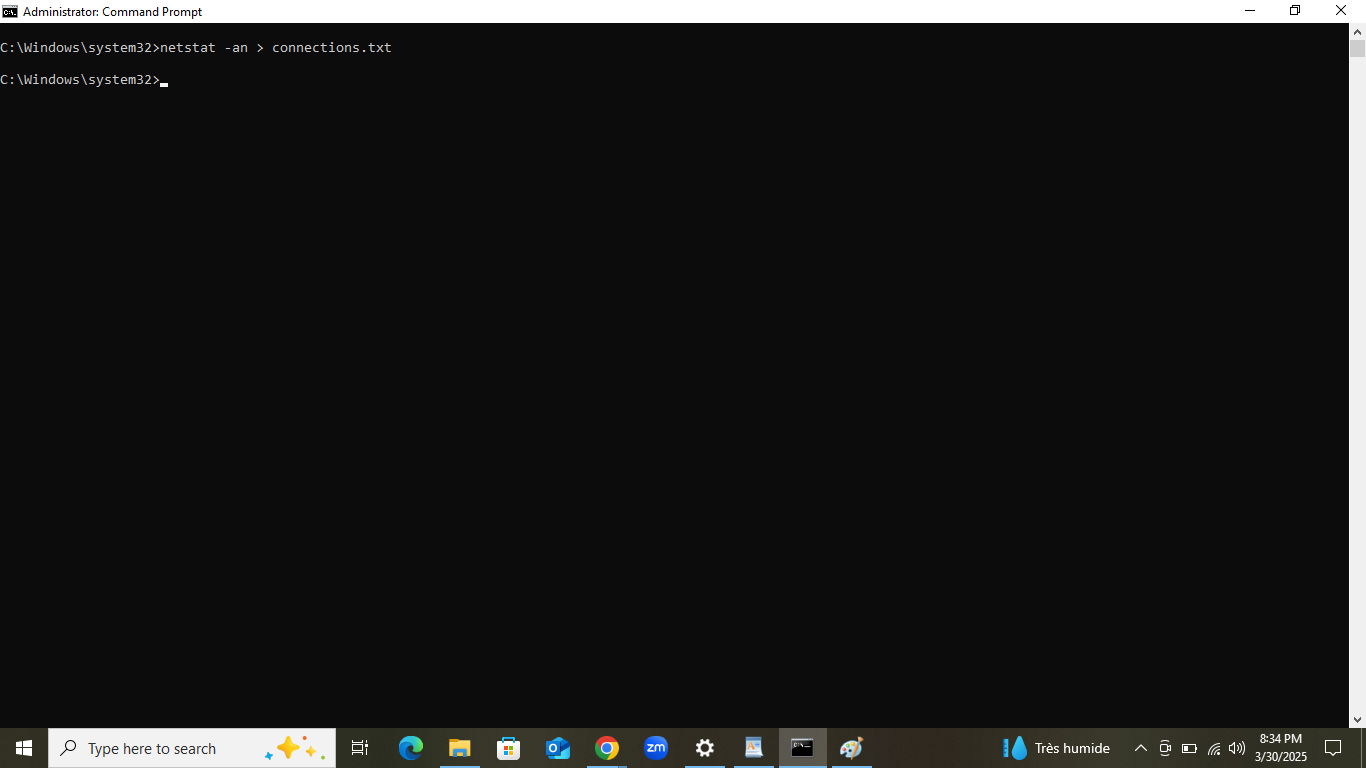 Administrator: Command Prompt
C:\Windows\system32>netstat -an > connections.txt
C:\Windows\system32>
Type here to search
zm
Très humide
8:34 PM
3/30/2025